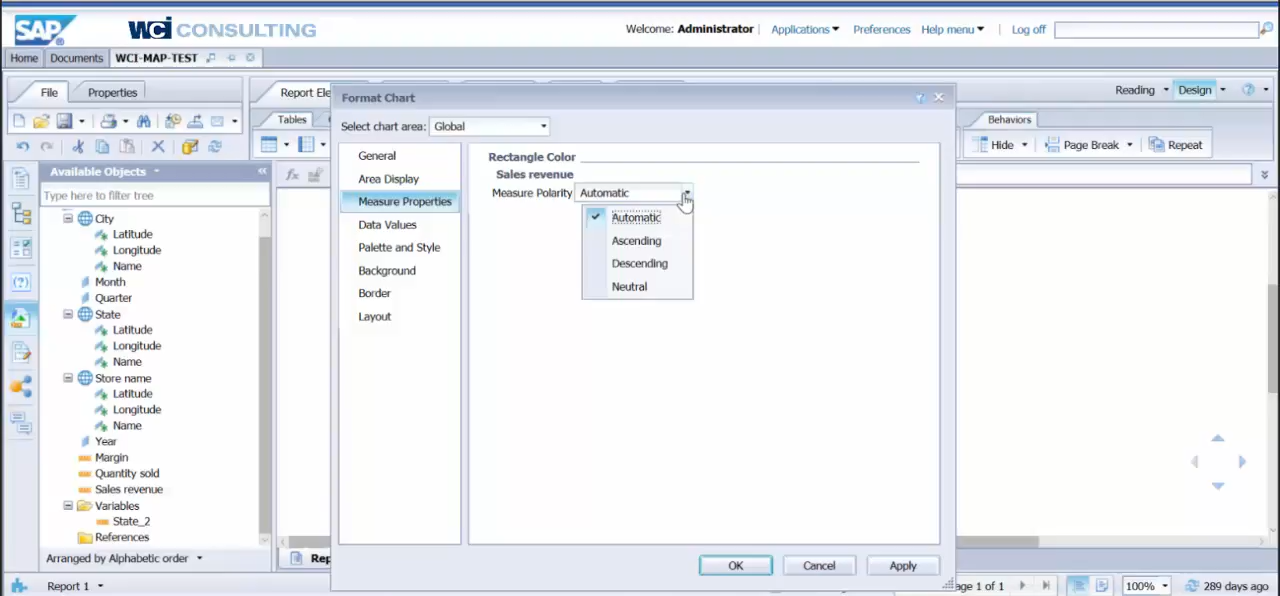 SAP WCI CONSULTING Welcome: Administrator Applications Preferences Help menu Log off
Home Documents WCI-MAP-TEST
File Properties Report Ele Reading Design
Format Chart
Select chart area: Global
Tables Behaviors
Hide Page Break Repeat
Available Objects
Type here to filter tree
City
Latitude
Longitude
Name
Month
Quarter
State
Latitude
Longitude
Name
Store name
Latitude
Longitude
Name
Year
Margin
Quantity sold
Sales revenue
Variables
State_2
References
Arranged by Alphabetic order
General
Area Display
Measure Properties
Data Values
Palette and Style
Background
Border
Layout
Rectangle Color
Sales revenue
Measure Polarity Automatic
Automatic
Ascending
Descending
Neutral
OK Cancel Apply
Rep
Report 1 age 1 of 1 100% 289 days ago